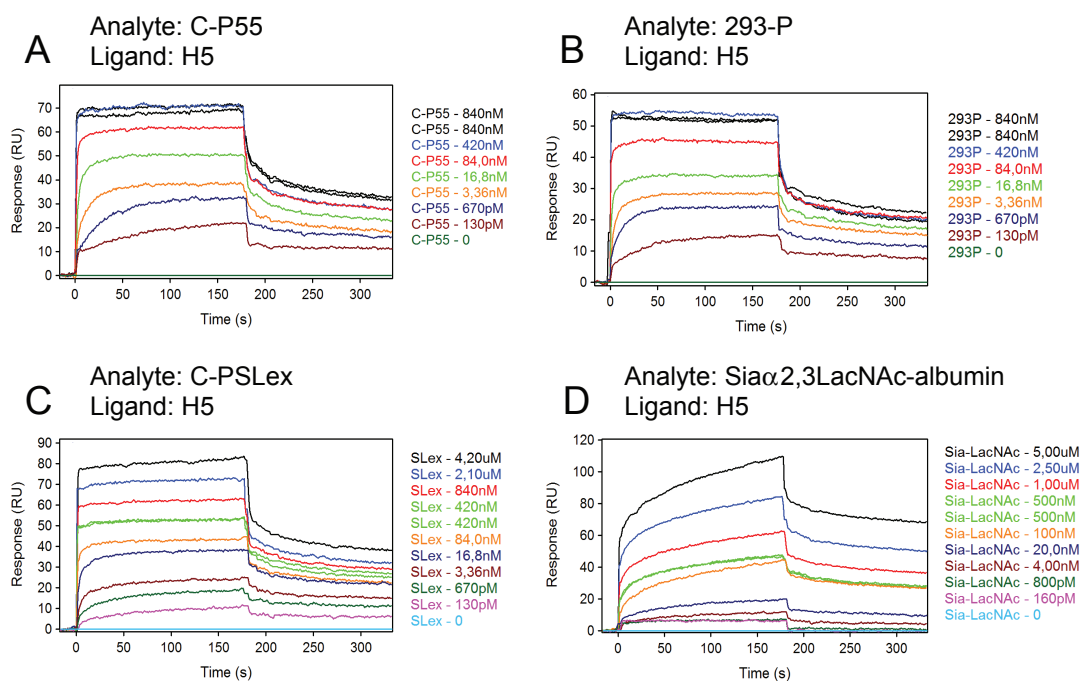 A
Analyte: C-P55
Ligand: H5
Response (RU)
70
60
50
40
30
20
10
0
0 50 100 150 200 250 300
Time (s)
C-P55 - 840nM
C-P55 - 840nM
C-P55 - 420nM
C-P55 - 84,0nM
C-P55 - 16,8nM
C-P55 - 3,36nM
C-P55 - 670pM
C-P55 - 130pM
C-P55 - 0
B
Analyte: 293-P
Ligand: H5
Response (RU)
60
50
40
30
20
10
0
0 50 100 150 200 250 300
Time (s)
293P - 840nM
293P - 840nM
293P - 420nM
293P - 84,0nM
293P - 16,8nM
293P - 3,36nM
293P - 670pM
293P - 130pM
293P - 0
C
Analyte: C-PSLex
Ligand: H5
Response (RU)
90
80
70
60
50
40
30
20
10
0
0 50 100 150 200 250 300
Time (s)
SLex - 4,20uM
SLex - 2,10uM
SLex - 840nM
SLex - 420nM
SLex - 420nM
SLex - 84,0nM
SLex - 16,8nM
SLex - 3,36nM
SLex - 670pM
SLex - 130pM
SLex - 0
D
Analyte: Siaα2,3LacNAc-albumin
Ligand: H5
Response (RU)
120
100
80
60
40
20
0
0 50 100 150 200 250 300
Time (s)
Sia-LacNAc - 5,00uM
Sia-LacNAc - 2,50uM
Sia-LacNAc - 1,00uM
Sia-LacNAc - 500nM
Sia-LacNAc - 500nM
Sia-LacNAc - 100nM
Sia-LacNAc - 20,0nM
Sia-LacNAc - 4,00nM
Sia-LacNAc - 800pM
Sia-LacNAc - 160pM
Sia-LacNAc - 0